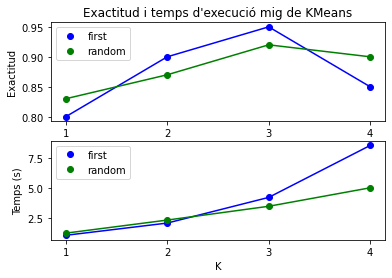 Exactitud i temps d'execució mig de KMeans
Exactitud
0.95
0.90
0.85
0.80
first
random
1 2 3 4
Temps (s)
7.5
5.0
2.5
first
random
1 2 3 4
K